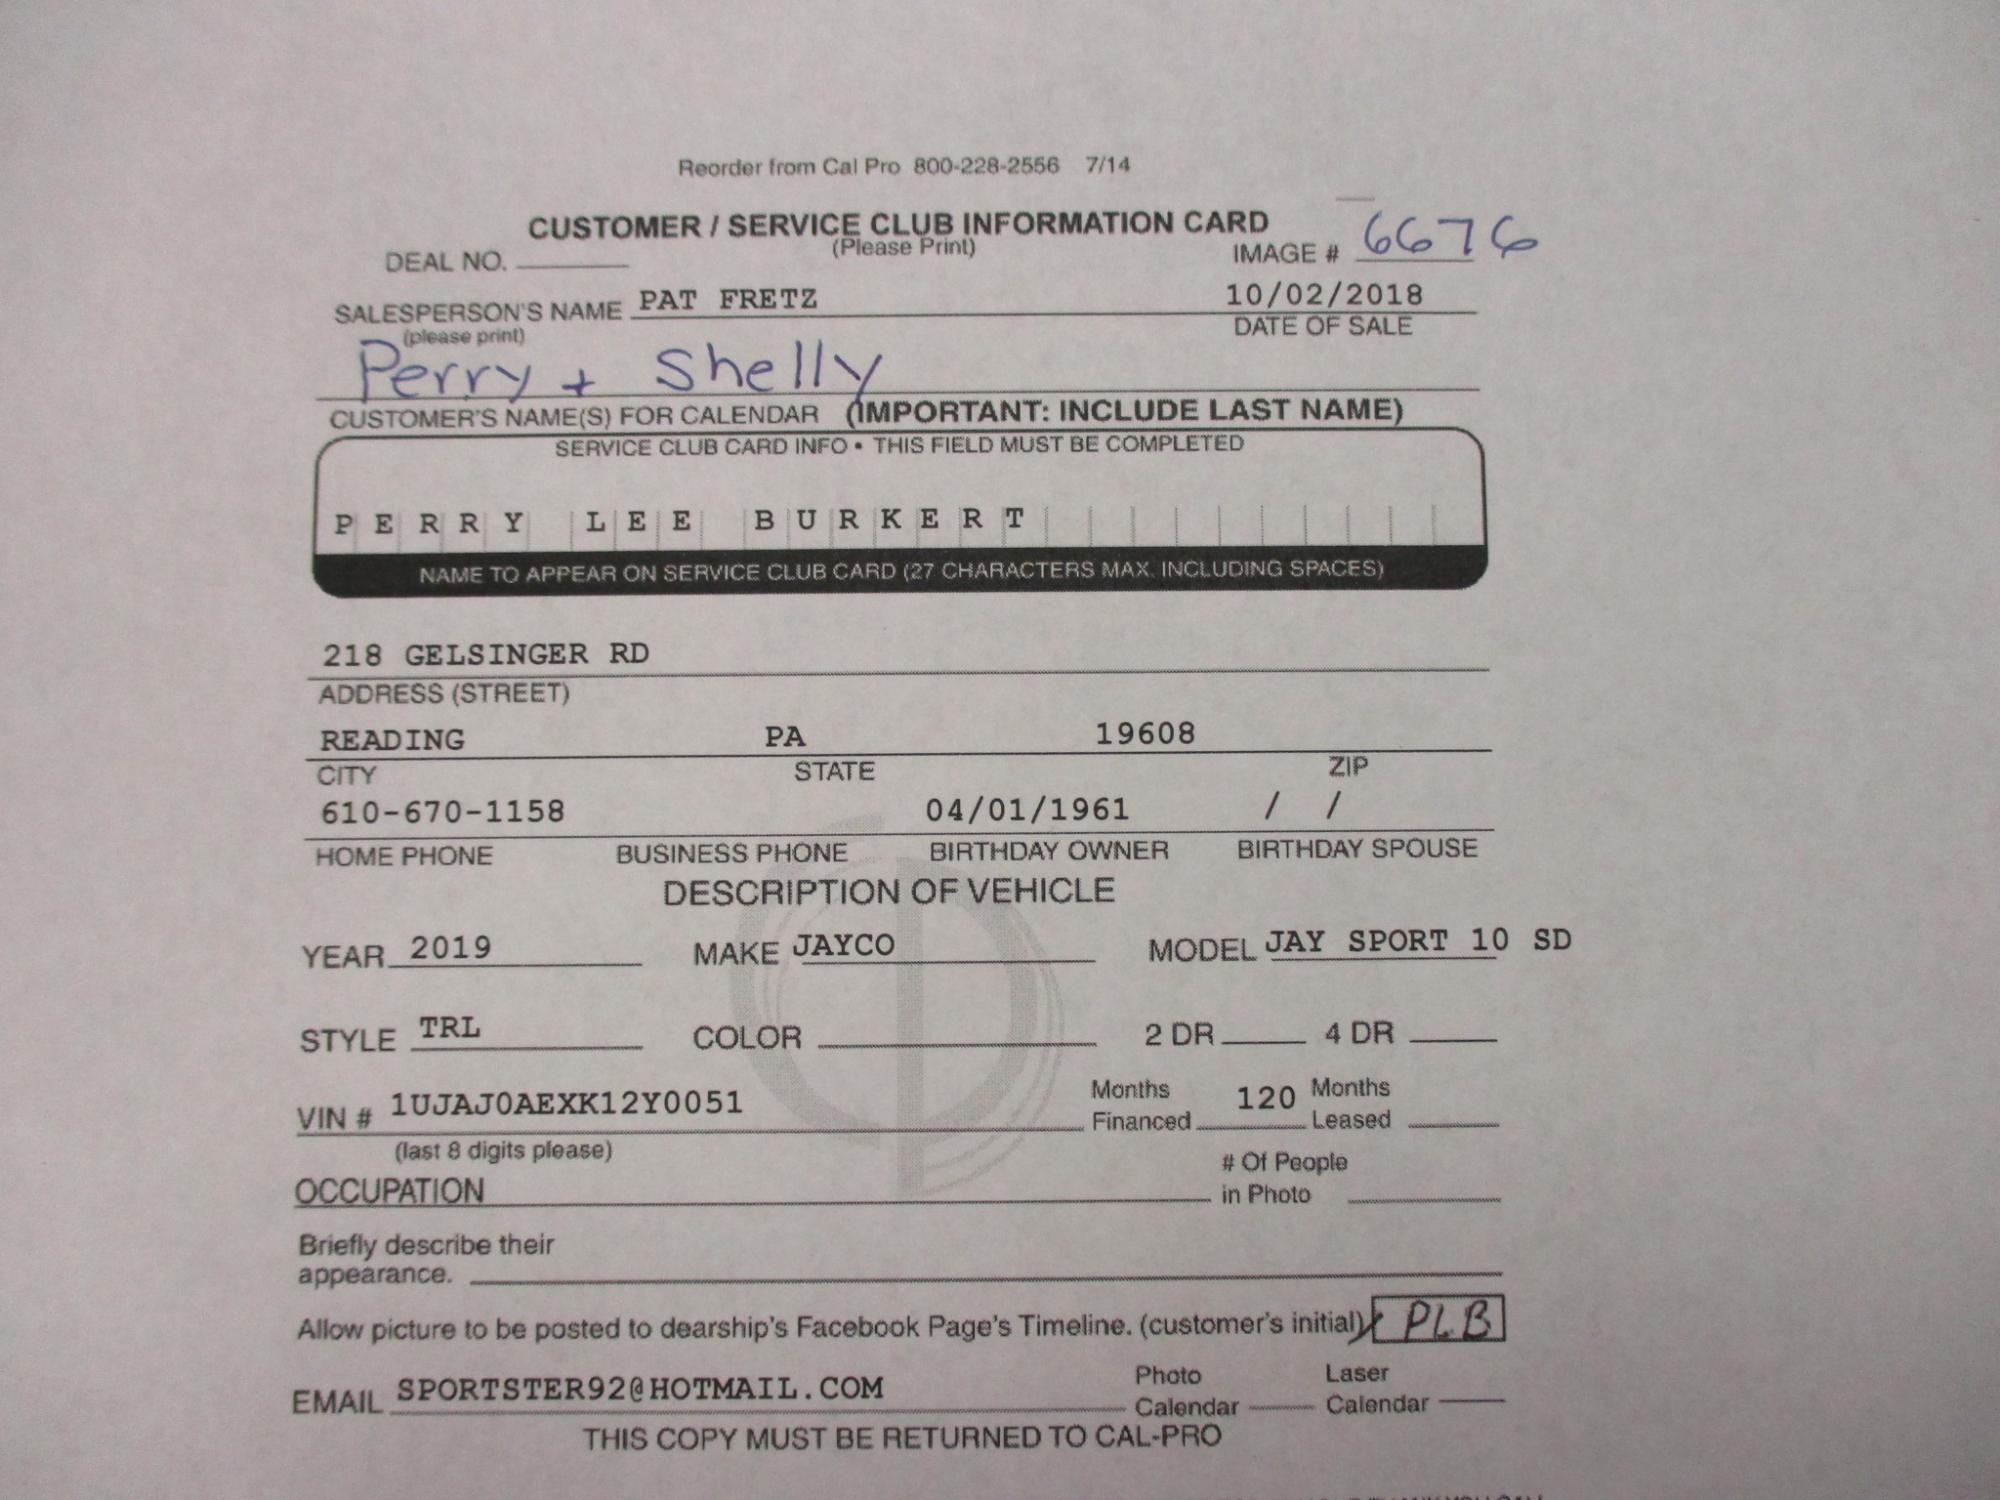 Reorder from Cal Pro 800-228-2556 7/14
CUSTOMER / SERVICE CLUB INFORMATION CARD
(Please Print)
DEAL NO.
IMAGE # 6676
SALESPERSON'S NAME PAT FRETZ
(please print)
10/02/2018
DATE OF SALE
Perry + Shelly
CUSTOMER'S NAME(S) FOR CALENDAR (IMPORTANT: INCLUDE LAST NAME)
SERVICE CLUB CARD INFO • THIS FIELD MUST BE COMPLETED
PERRY LEE BURKERT
NAME TO APPEAR ON SERVICE CLUB CARD (27 CHARACTERS MAX. INCLUDING SPACES)
218 GELSINGER RD
ADDRESS (STREET)
READING PA 19608
CITY STATE ZIP
610-670-1158 04/01/1961 / /
HOME PHONE BUSINESS PHONE BIRTHDAY OWNER BIRTHDAY SPOUSE
DESCRIPTION OF VEHICLE
YEAR 2019 MAKE JAYCO MODEL JAY SPORT 10 SD
STYLE TRL COLOR 2 DR 4 DR
VIN # 1UJAJ0AEXK12Y0051
(last 8 digits please)
Months Financed 120 Months Leased
OCCUPATION
# Of People in Photo
Briefly describe their
appearance.
Allow picture to be posted to dearship's Facebook Page's Timeline. (customer's initial) PLB
EMAIL SPORTSTER92@HOTMAIL.COM
Photo Calendar Laser Calendar
THIS COPY MUST BE RETURNED TO CAL-PRO